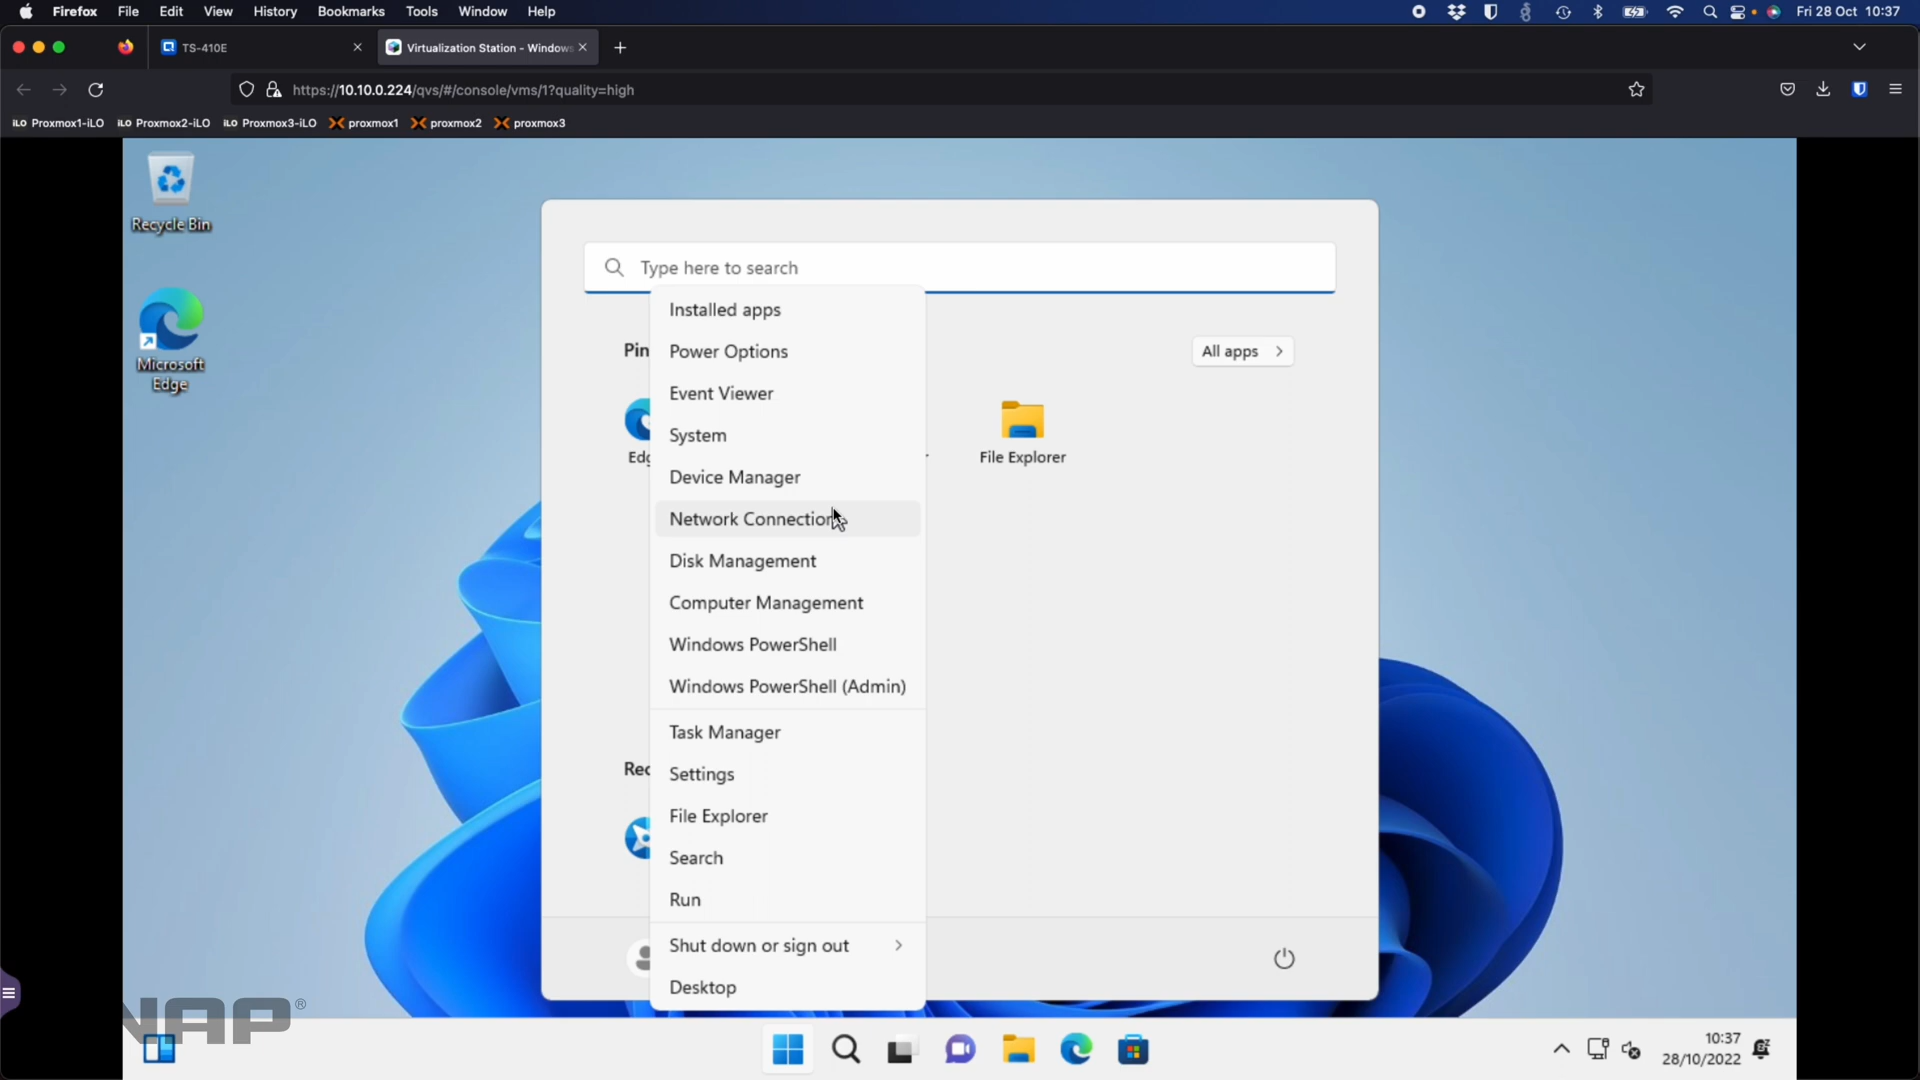 Firefox File Edit View History Bookmarks Tools Window Help
Fri 28 Oct 10:37
TS-410E
Virtualization Station - Windows
https://10.10.0.224/qvs/#/console/vms/1?quality=high
iLO Proxmox1-iLO iLO Proxmox2-iLO iLO Proxmox3-iLO proxmox1 proxmox2 proxmox3
Recycle Bin
Microsoft
Edge
Type here to search
Pin
All apps
Edg
File Explorer
Rec
Installed apps
Power Options
Event Viewer
System
Device Manager
Network Connection
Disk Management
Computer Management
Windows PowerShell
Windows PowerShell (Admin)
Task Manager
Settings
File Explorer
Search
Run
Shut down or sign out
Desktop
NAP®
10:37
28/10/2022